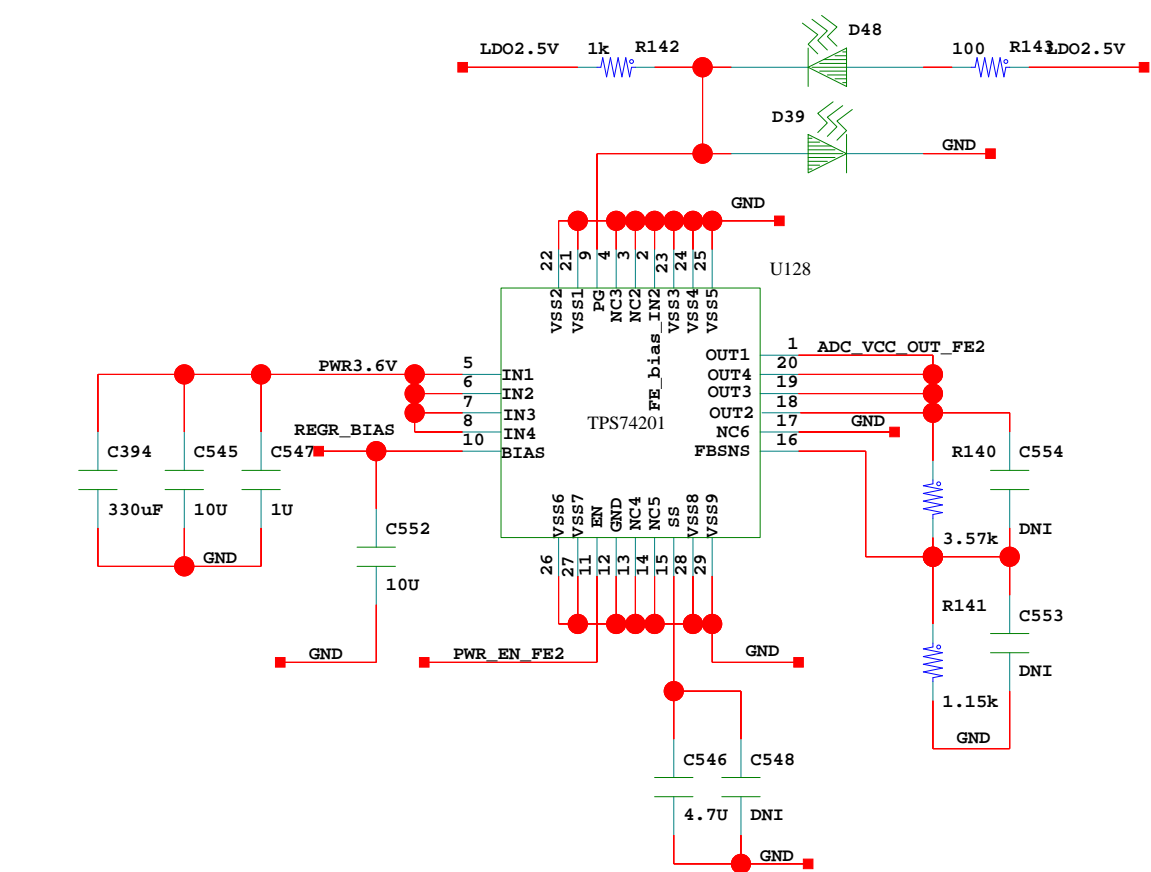 D48
LDO2.5V 1k R142 100 R143 LDO2.5V
D39
GND
GND
22 21 9 4 3 2 23 24 25
U128
VSS2 VSS1 PG NC3 NC2 FE_bias_IN2 VSS3 VSS4 VSS5
PWR3.6V 5 IN1
6 IN2
7 IN3
8 IN4
REGR_BIAS 10 BIAS
TPS74201
OUT1 1 ADC_VCC_OUT_FE2
OUT4 20
OUT3 19
OUT2 18
NC6 17 GND
FBSNS 16
C394 C545 C547
330uF 10U 1U
GND
C552
10U
GND
R140 C554
3.57k DNI
R141 C553
1.15k DNI
GND
VSS6 VSS7 EN GND NC4 NC5 SS VSS8 VSS9
26 27 11 12 13 14 15 28 29
PWR_EN_FE2
GND
C546 C548
4.7U DNI
GND